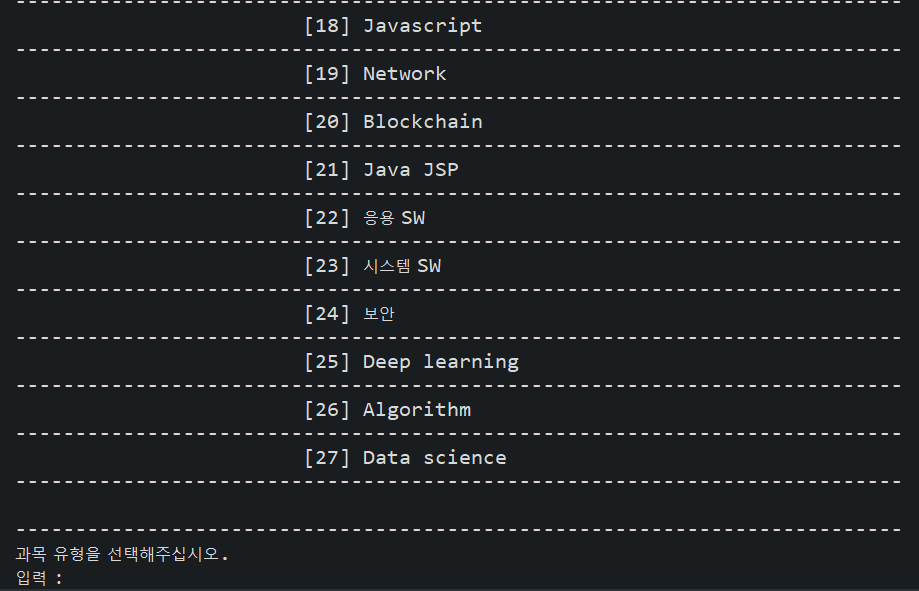 [18] Javascript
[19] Network
[20] Blockchain
[21] Java JSP
[22] 응용 SW
[23] 시스템 SW
[24] 보안
[25] Deep learning
[26] Algorithm
[27] Data science
과목 유형을 선택해주십시오.
입력 :